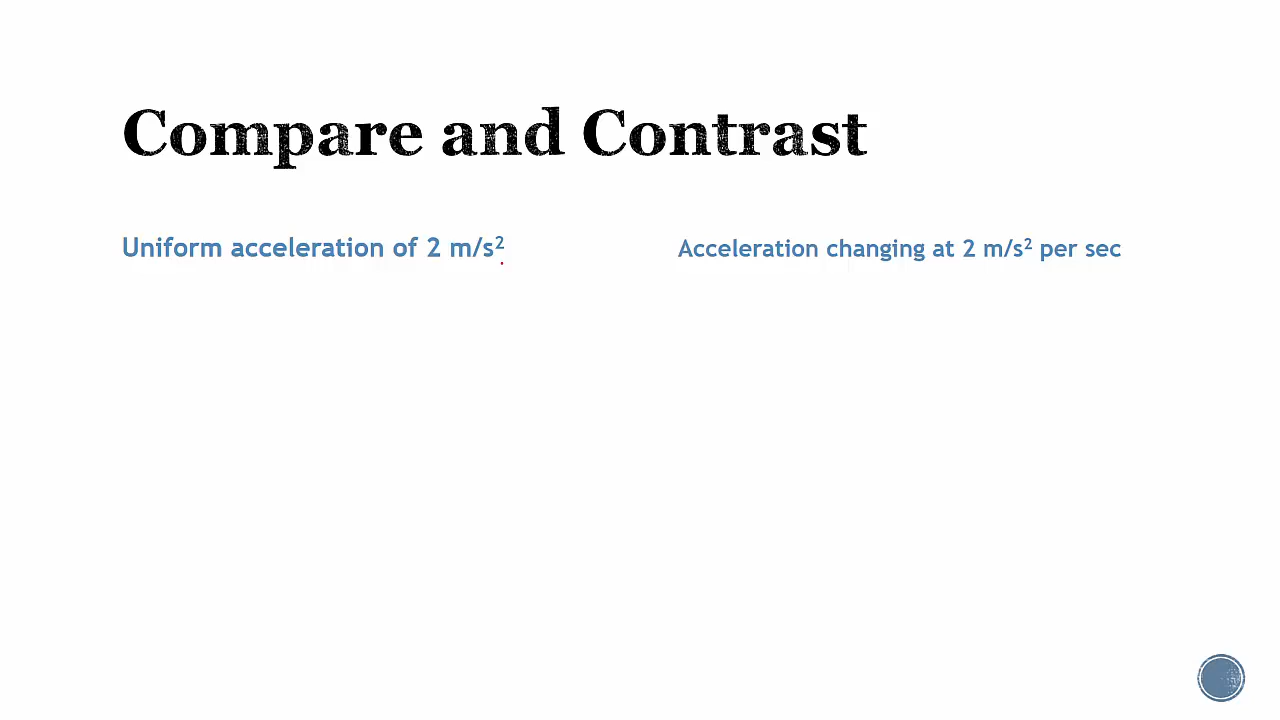 Compare and Contrast
Uniform acceleration of 2 m/s²
Acceleration changing at 2 m/s² per sec